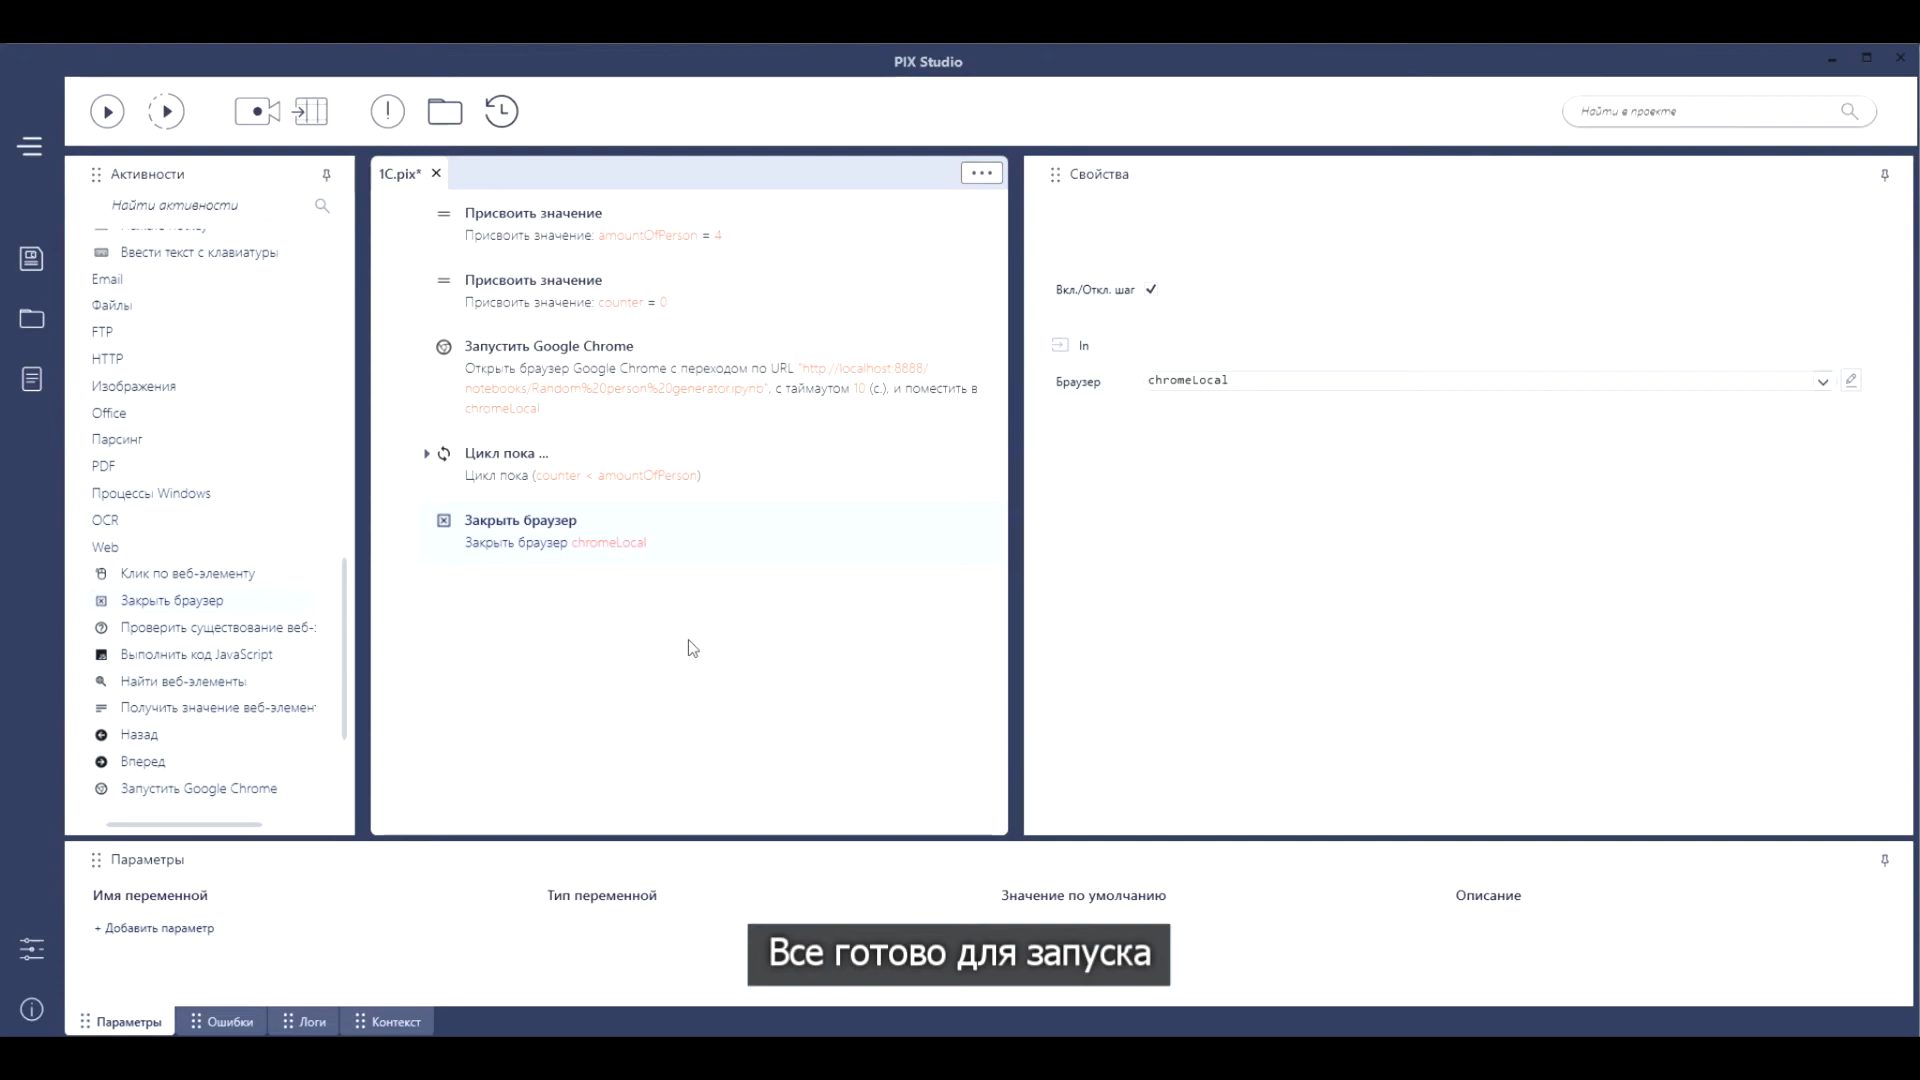 PIX Studio
Найти в проекте
Активности
Найти активности
Ввести текст с клавиатуры
Email
Файлы
FTP
HTTP
Изображения
Office
Парсинг
PDF
Процессы Windows
OCR
Web
Клик по веб-элементу
Закрыть браузер
Проверить существование веб-
Выполнить код JavaScript
Найти веб-элементы
Получить значение веб-элемен
Назад
Вперед
Запустить Google Chrome
1C.pix*
Присвоить значение
Присвоить значение: amountOfPerson = 4
Присвоить значение
Присвоить значение: counter = 0
Запустить Google Chrome
Открыть браузер Google Chrome с переходом по URL "http://localhost:8888/
notebooks/Random%20person%20generator.ipynb", с таймаутом 10 (с.), и поместить в
chromeLocal
Цикл пока ...
Цикл пока (counter < amountOfPerson)
Закрыть браузер
Закрыть браузер chromeLocal
Свойства
Вкл./Откл. шаг
In
Браузер chromeLocal
Параметры
Имя переменной Тип переменной Значение по умолчанию Описание
+ Добавить параметр
Все готово для запуска
Параметры Ошибки Логи Контекст